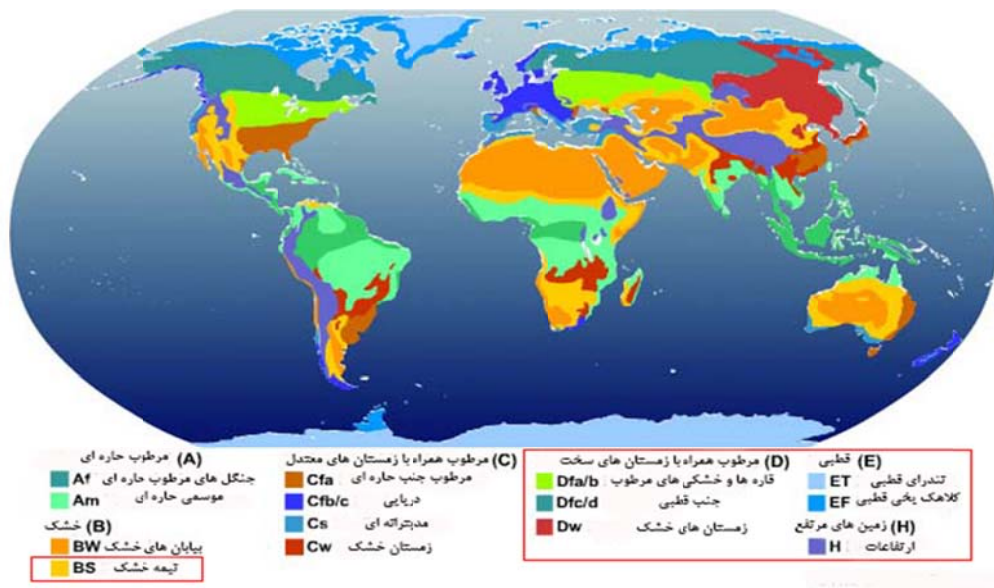 (A) مرطوب حاره ای
Af جنگل های مرطوب حاره ای
Am موسمی حاره ای
(B) خشک
BW بیابان های خشک
BS تیمه خشک
(C) مرطوب همراه با زمستان های معتدل
Cfa مرطوب جنب حاره ای
Cfb/c دریایی
Cs مدیتراته ای
Cw زمستان خشک
(D) مرطوب همراه با زمستان های سخت
Dfa/b قاره ها و خشکی های مرطوب
Dfc/d جنب قطبی
Dw زمستان های خشک
(E) قطبی
ET تندرای قطبی
EF کلاهک یخی قطبی
(H) زمین های مرتفع
H ارتفاعات